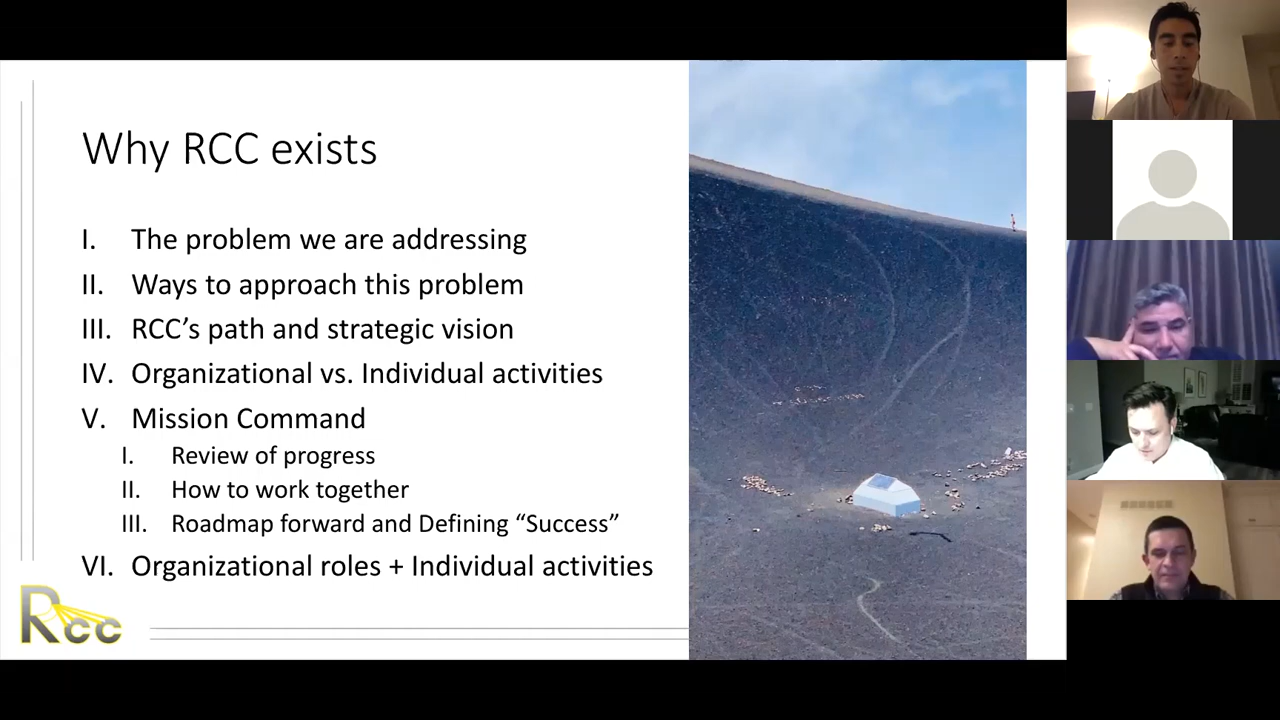 Why RCC exists
I. The problem we are addressing
II. Ways to approach this problem
III. RCC’s path and strategic vision
IV. Organizational vs. Individual activities
V. Mission Command
I. Review of progress
II. How to work together
III. Roadmap forward and Defining “Success”
VI. Organizational roles + Individual activities
Rcc